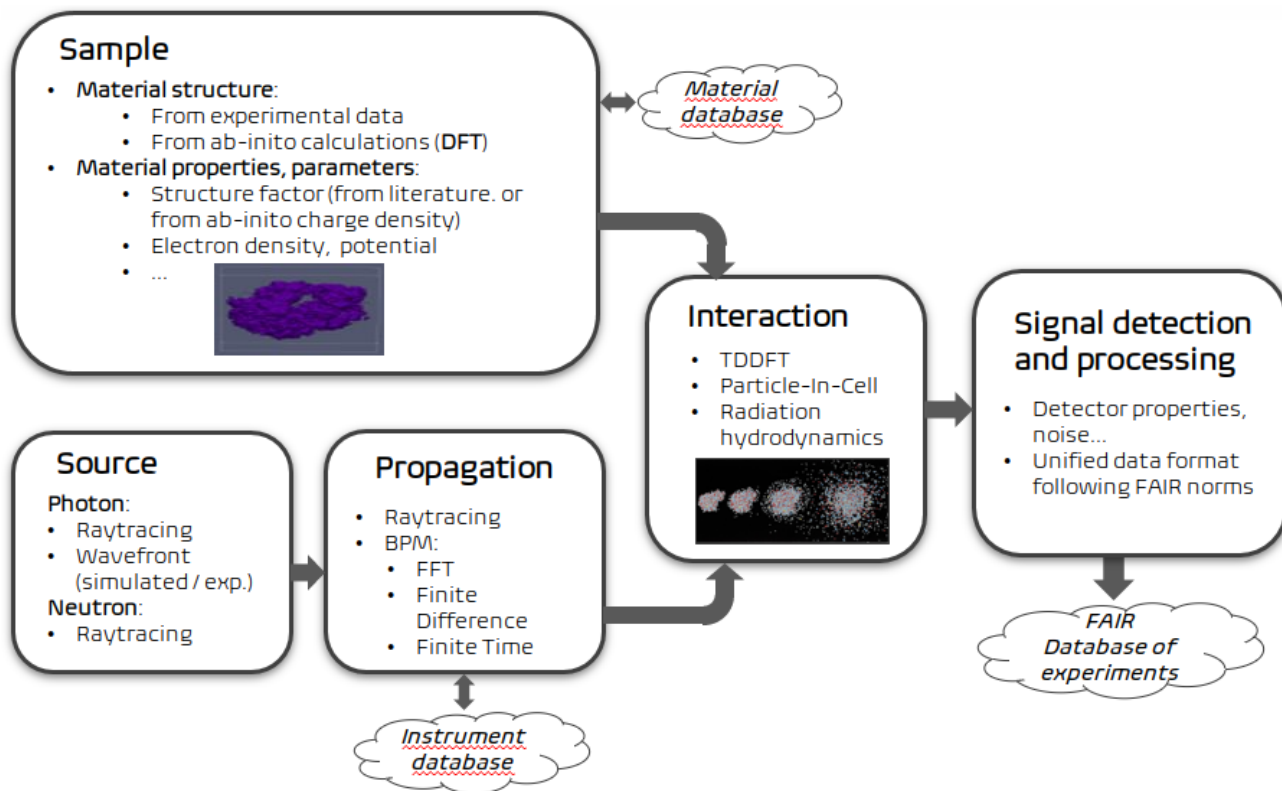 Sample
• Material structure:
• From experimental data
• From ab-inito calculations (DFT)
• Material properties, parameters:
• Structure factor (from literature. or
from ab-inito charge density)
• Electron density, potential
• ...
Material
database
Interaction
• TDDFT
• Particle-In-Cell
• Radiation
hydrodynamics
Signal detection
and processing
• Detector properties,
noise...
• Unified data format
following FAIR norms
Source
Photon:
• Raytracing
• Wavefront
(simulated / exp.)
Neutron:
• Raytracing
Propagation
• Raytracing
• BPM:
• FFT
• Finite
Difference
• Finite Time
Instrument
database
FAIR
Database of
experiments